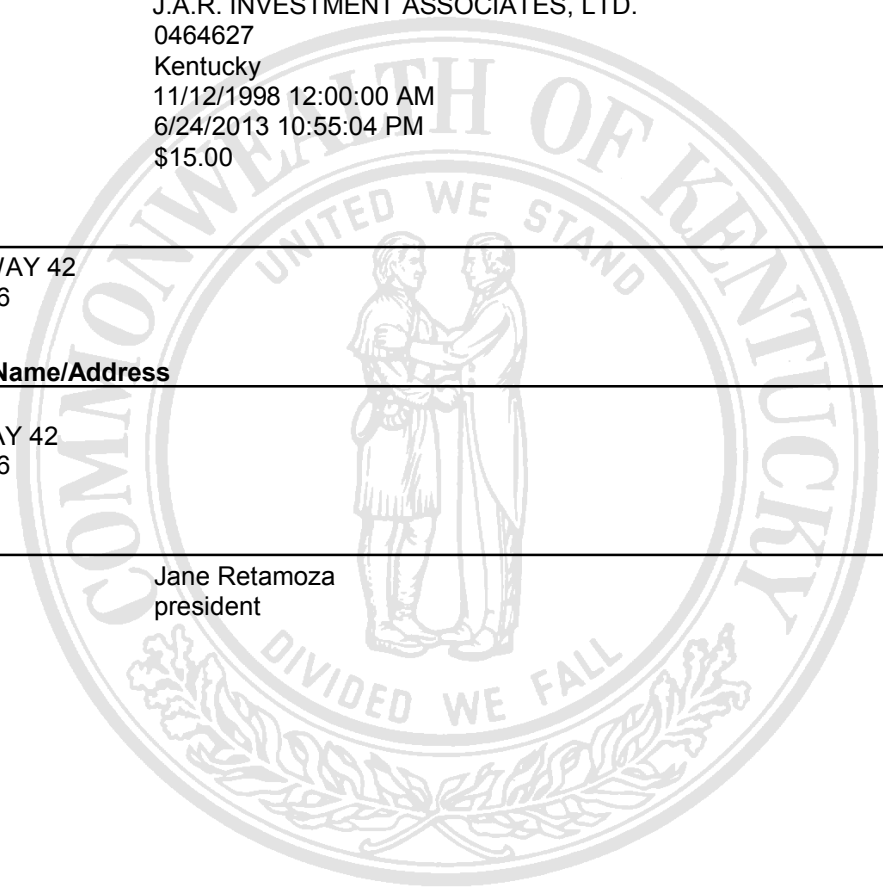 J.A.R. INVESTMENT ASSOCIATES, LTD.
0464627
Kentucky
11/12/1998 12:00:00 AM
6/24/2013 10:55:04 PM
$15.00
COMMONWEALTH OF KENTUCKY
UNITED WE STAND
WAY 42
6
Name/Address
AY 42
6
Jane Retamoza
president
DIVIDED WE FALL